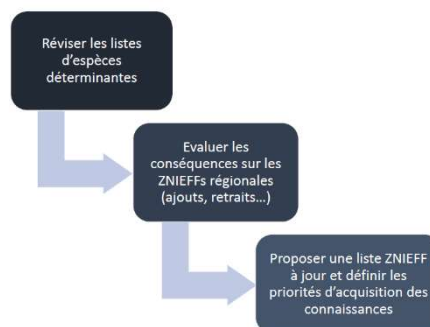 Réviser les listes
d'espèces
déterminantes
Evaluer les
conséquences sur les
ZNIEFFs régionales
(ajouts, retraits...)
Proposer une liste ZNIEFF
à jour et définir les
priorités d'acquisition des
connaissances